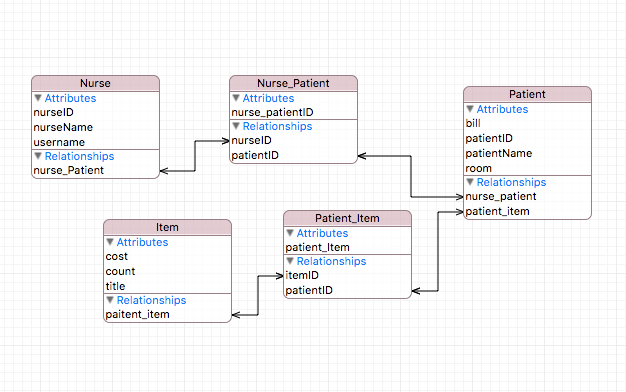 Nurse
Attributes
nurseID
nurseName
username
Relationships
nurse_Patient
Nurse_Patient
Attributes
nurse_patientID
Relationships
nurseID
patientID
Patient
Attributes
bill
patientID
patientName
room
Relationships
nurse_patient
patient_item
Item
Attributes
cost
count
title
Relationships
paitent_item
Patient_Item
Attributes
patient_Item
Relationships
itemID
patientID